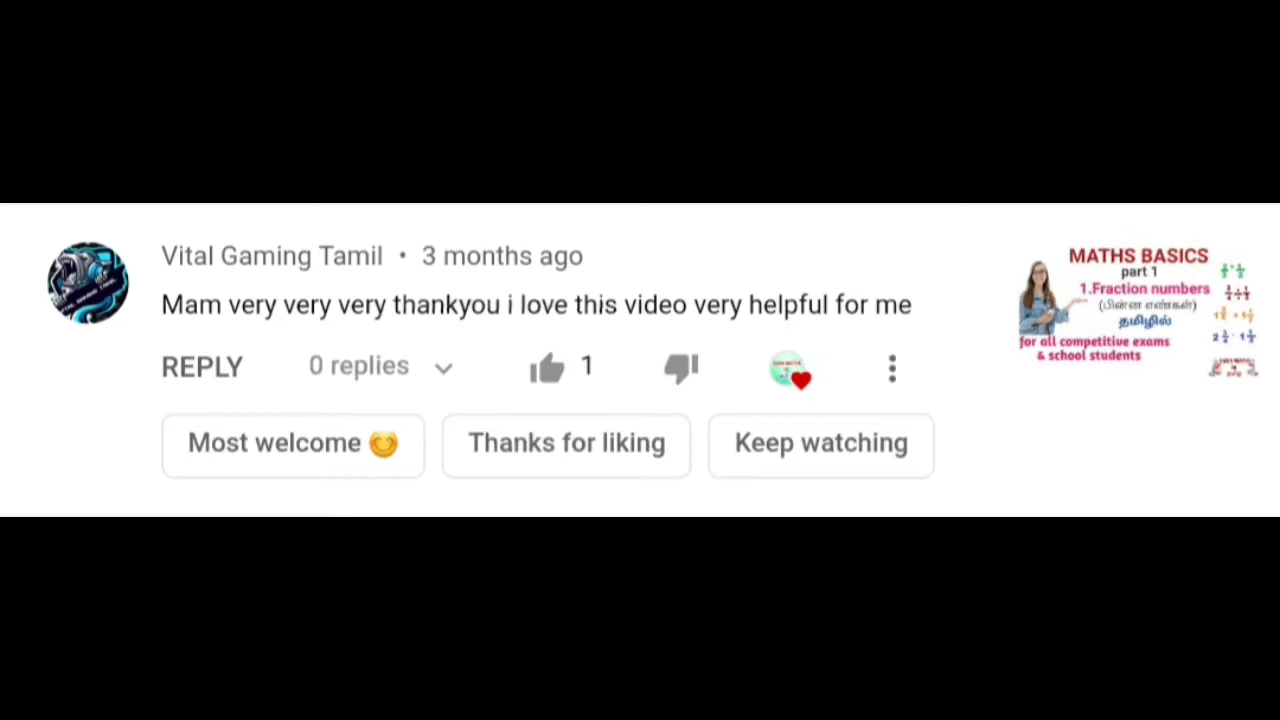 Vital Gaming Tamil • 3 months ago
Mam very very very thankyou i love this video very helpful for me
REPLY 0 replies 1
Most welcome 😊 Thanks for liking Keep watching
MATHS BASICS
part 1
1.Fraction numbers
(பின்ன எண்கள்)
தமிழில்
for all competitive exams
& school students